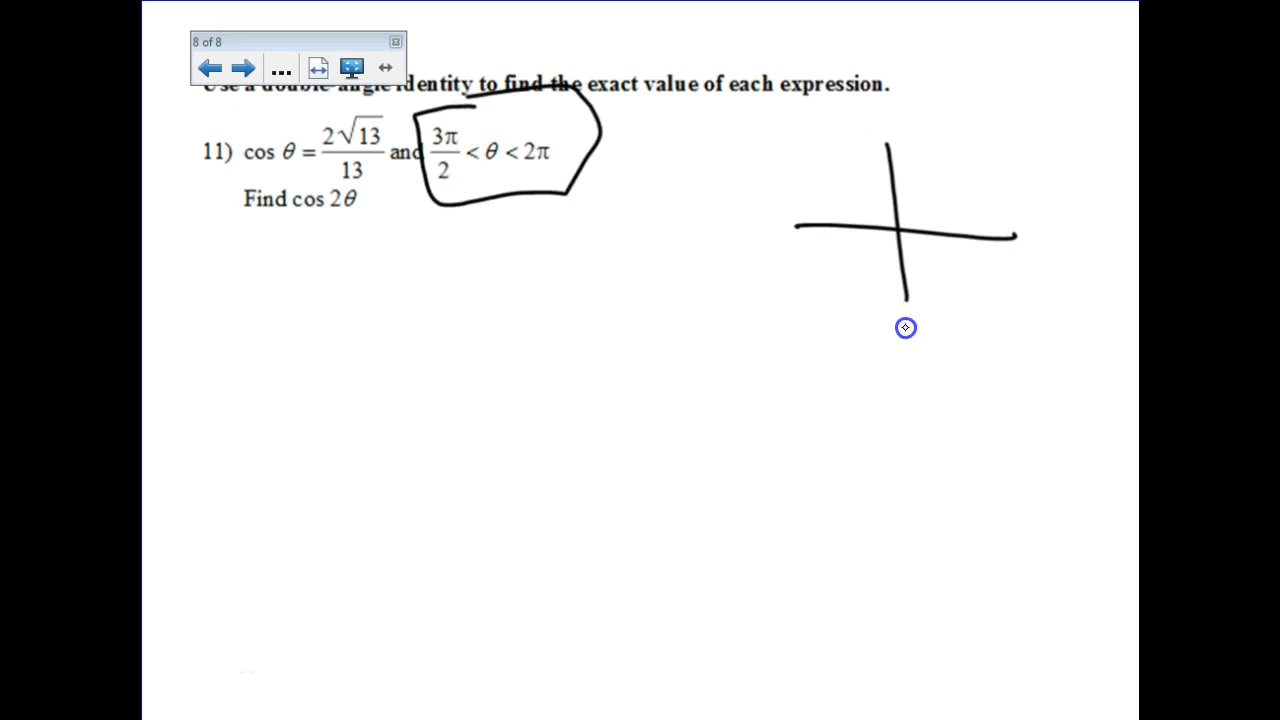 8 of 8
identity to find the exact value of each expression.
11) cos θ = 2√13/13 and 3π/2 < θ < 2π
Find cos 2θ